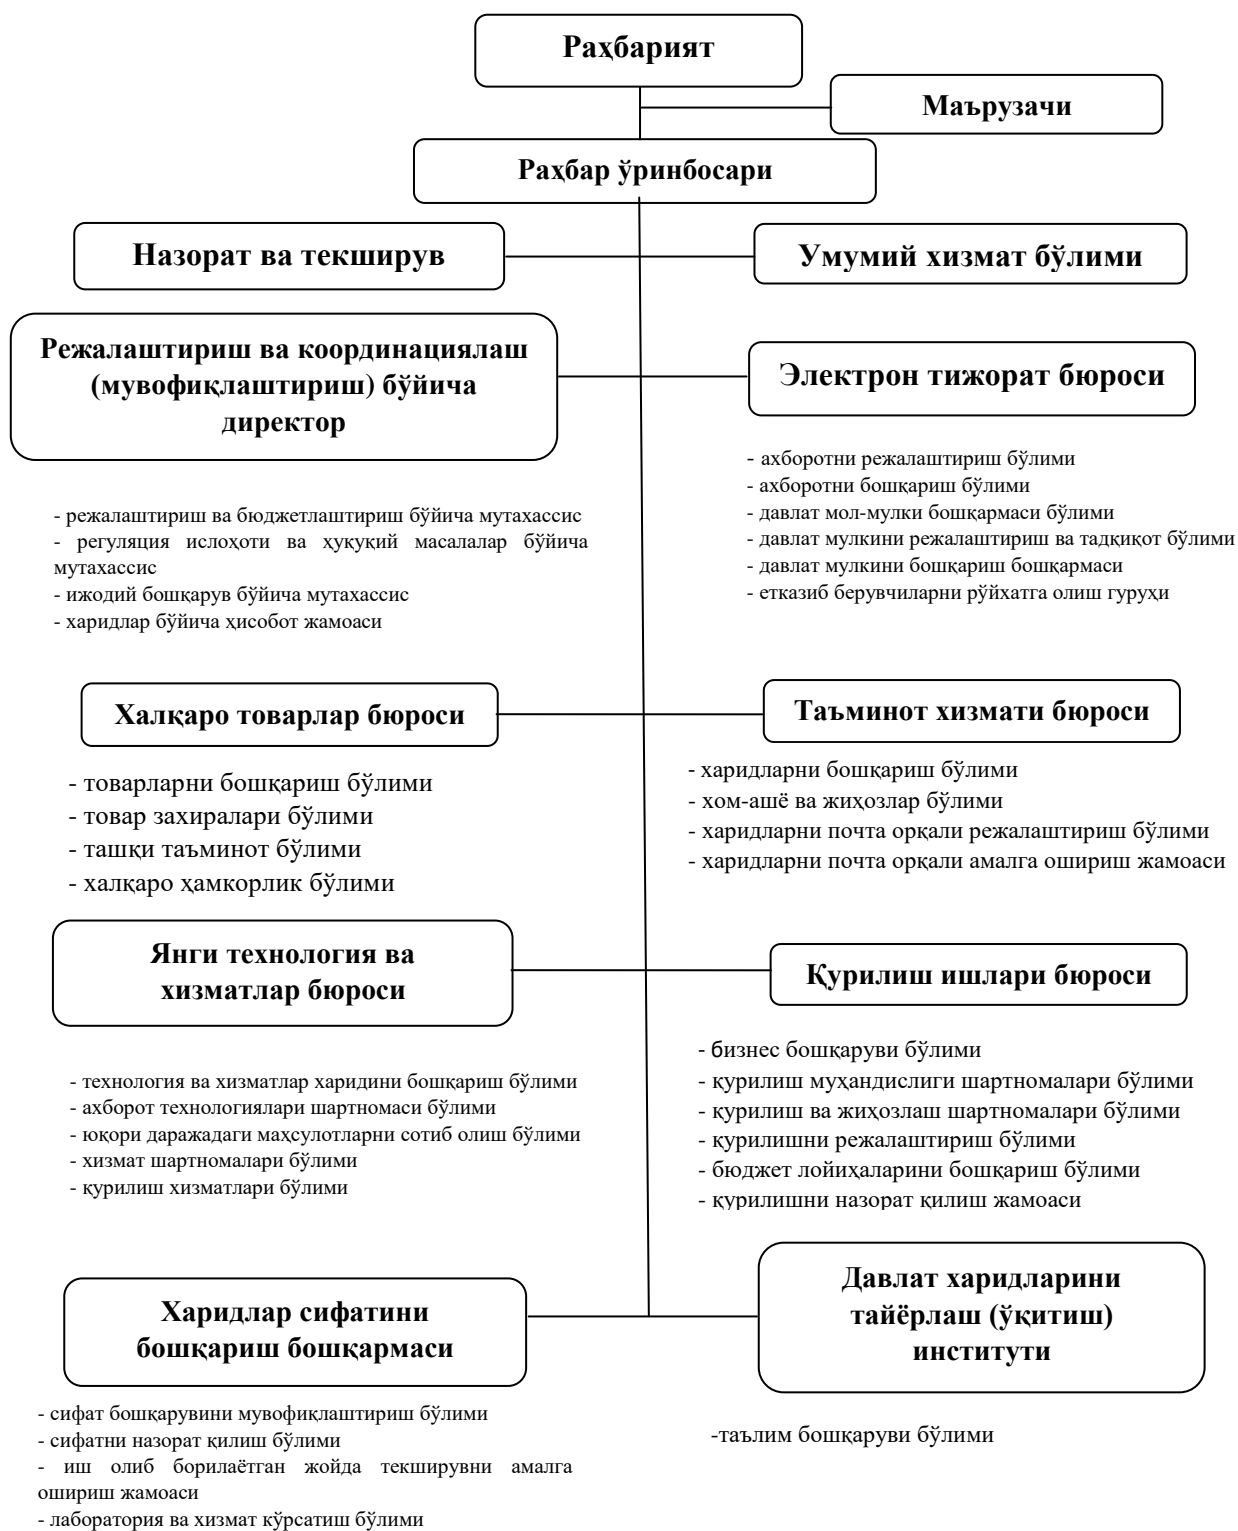 Раҳбарият
Маърузачи
Раҳбар ўринбосари
Назорат ва текширув
Умумий хизмат бўлими
Режалаштириш ва координациялаш
(мувофиқлаштириш) бўйича
директор
Электрон тижорат бюроси
- режалаштириш ва бюджетлаштириш бўйича мутахассис
- регуляция ислоҳоти ва ҳуқуқий масалалар бўйича
мутахассис
- ижодий бошқарув бўйича мутахассис
- харидлар бўйича ҳисобот жамоаси
- ахборотни режалаштириш бўлими
- ахборотни бошқариш бўлими
- давлат мол-мулки бошқармаси бўлими
- давлат мулкини режалаштириш ва тадқиқот бўлими
- давлат мулкини бошқариш бошқармаси
- етказиб берувчиларни рўйхатга олиш гуруҳи
Халқаро товарлар бюроси
Таъминот хизмати бюроси
- товарларни бошқариш бўлими
- товар захиралари бўлими
- ташқи таъминот бўлими
- халқаро ҳамкорлик бўлими
- харидларни бошқариш бўлими
- хом-ашё ва жиҳозлар бўлими
- харидларни почта орқали режалаштириш бўлими
- харидларни почта орқали амалга ошириш жамоаси
Янги технология ва
хизматлар бюроси
Қурилиш ишлари бюроси
- технология ва хизматлар харидини бошқариш бўлими
- ахборот технологиялари шартномаси бўлими
- юқори даражадаги маҳсулотларни сотиб олиш бўлими
- хизмат шартномалари бўлими
- қурилиш хизматлари бўлими
- бизнес бошқаруви бўлими
- қурилиш муҳандислиги шартномалари бўлими
- қурилиш ва жиҳозлаш шартномалари бўлими
- қурилишни режалаштириш бўлими
- бюджет лойиҳаларини бошқариш бўлими
- қурилишни назорат қилиш жамоаси
Харидлар сифатини
бошқариш бошқармаси
Давлат харидларини
тайёрлаш (ўқитиш)
институти
- сифат бошқарувини мувофиқлаштириш бўлими
- сифатни назорат қилиш бўлими
- иш олиб борилаётган жойда текширувни амалга
ошириш жамоаси
- лаборатория ва хизмат кўрсатиш бўлими
-таълим бошқаруви бўлими